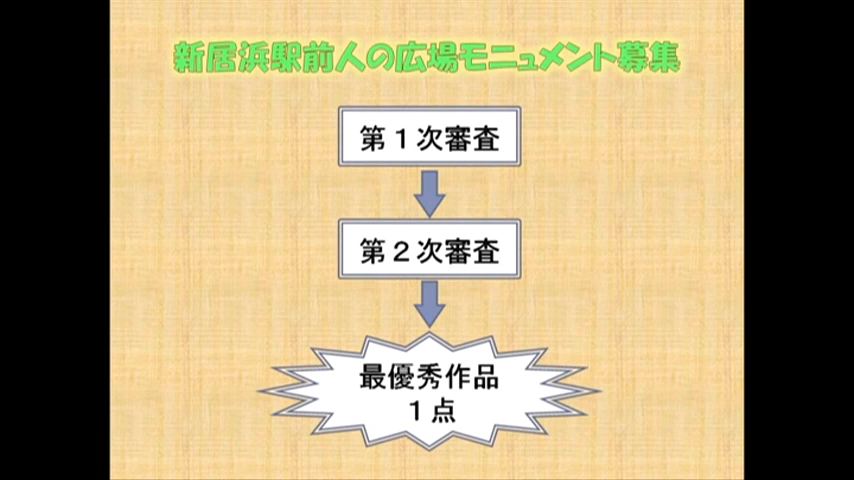 新居浜駅前人の広場モニュメント募集
第１次審査
第２次審査
最優秀作品
１点